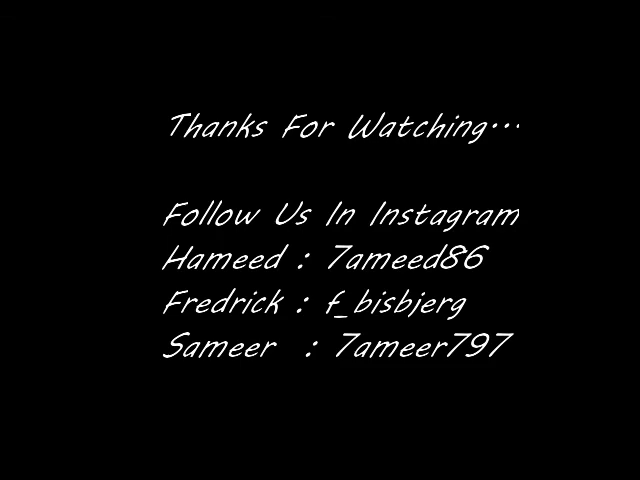 Thanks For Watching...
Follow Us In Instagram
Hameed : 7ameed86
Fredrick : f_bisbjerg
Sameer : 7ameer797